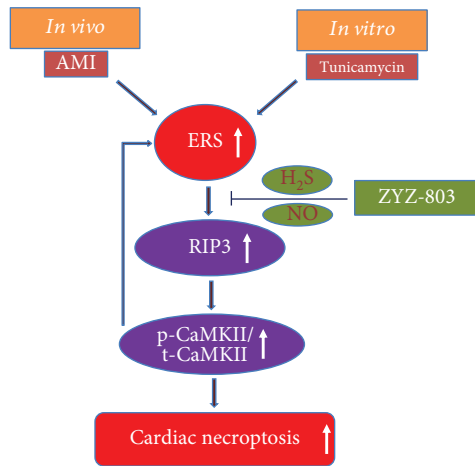 In vivo
In vitro
AMI
Tunicamycin
ERS
H₂S
NO
ZYZ-803
RIP3
p-CaMKII/
t-CaMKII
Cardiac necroptosis